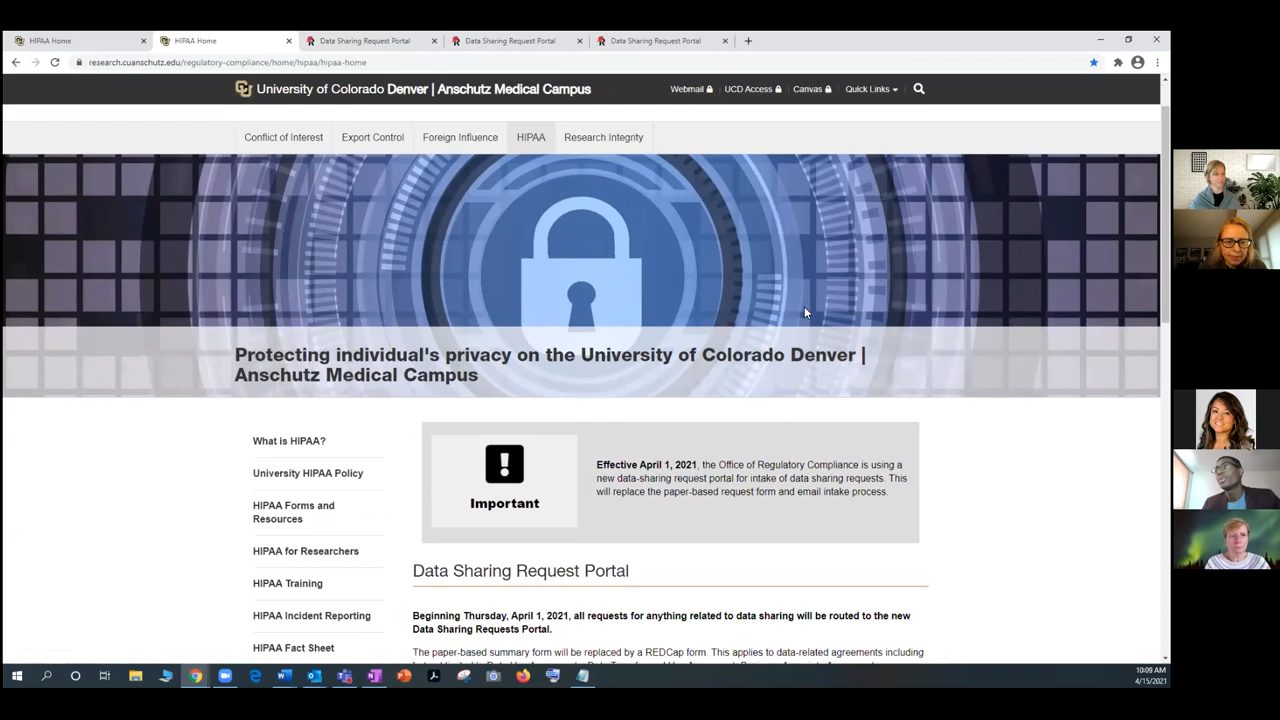 HIPAA Home
HIPAA Home
Data Sharing Request Portal
Data Sharing Request Portal
Data Sharing Request Portal
research.cuanschutz.edu/regulatory-compliance/home/hipaa/hipaa-home
University of Colorado Denver | Anschutz Medical Campus
Webmail
UCD Access
Canvas
Quick Links
Conflict of Interest
Export Control
Foreign Influence
HIPAA
Research Integrity
Protecting individual's privacy on the University of Colorado Denver |
Anschutz Medical Campus
What is HIPAA?
University HIPAA Policy
HIPAA Forms and
Resources
HIPAA for Researchers
HIPAA Training
HIPAA Incident Reporting
HIPAA Fact Sheet
Important
Effective April 1, 2021, the Office of Regulatory Compliance is using a
new data-sharing request portal for intake of data sharing requests. This
will replace the paper-based request form and email intake process.
Data Sharing Request Portal
Beginning Thursday, April 1, 2021, all requests for anything related to data sharing will be routed to the new
Data Sharing Requests Portal.
The paper-based summary form will be replaced by a REDCap form. This applies to data-related agreements including
10:09 AM
4/15/2021